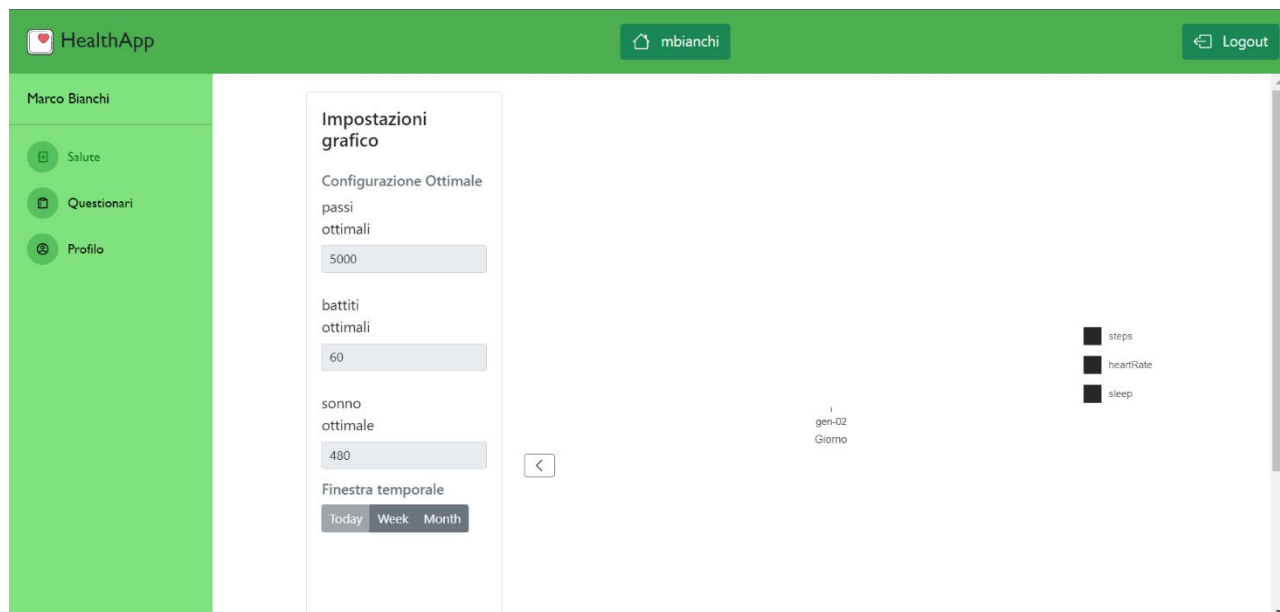 HealthApp
mbianchi
Logout
Marco Bianchi
Salute
Questionari
Profilo
Impostazioni
grafico
Configurazione Ottimale
passi
ottimali
5000
battiti
ottimali
60
sonno
ottimale
480
Finestra temporale
Today Week Month
gen-02
Giorno
steps
heartRate
sleep